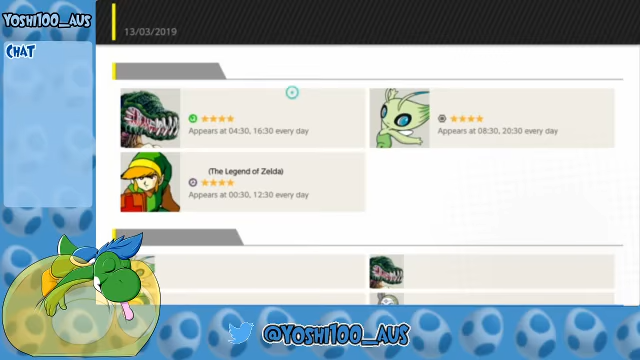 Yoshi100_Aus
Chat
13/03/2019
★★★★
Appears at 04:30, 16:30 every day
★★★★
Appears at 08:30, 20:30 every day
(The Legend of Zelda)
★★★★
Appears at 00:30, 12:30 every day
@Yoshi100_Aus